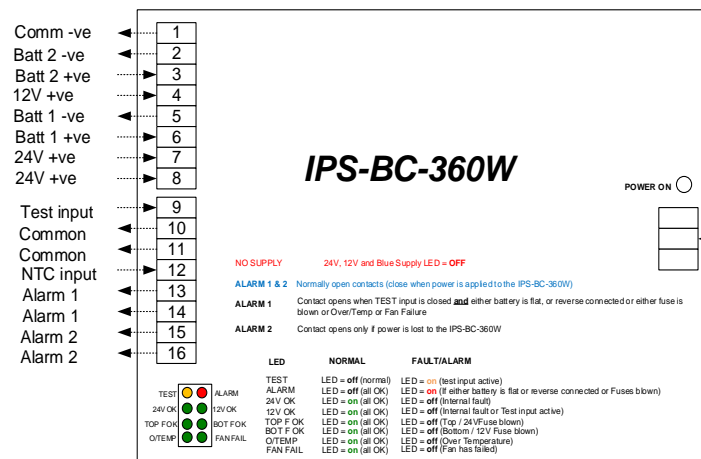 Comm -ve 1
Batt 2 -ve 2
Batt 2 +ve 3
12V +ve 4
Batt 1 -ve 5
Batt 1 +ve 6
24V +ve 7
24V +ve 8
Test input 9
Common 10
Common 11
NTC input 12
Alarm 1 13
Alarm 1 14
Alarm 2 15
Alarm 2 16
IPS-BC-360W
POWER ON
NO SUPPLY 24V, 12V and Blue Supply LED = OFF
ALARM 1 & 2 Normally open contacts (close when power is applied to the IPS-BC-360W)
ALARM 1 Contact opens when TEST input is closed and either battery is flat, or reverse connected or either fuse is
blown or Over/Temp or Fan Failure
ALARM 2 Contact opens only if power is lost to the IPS-BC-360W
LED NORMAL FAULT/ALARM
TEST LED = off (normal) LED = on (test input active)
ALARM LED = off (all OK) LED = on (If either battery is flat or reverse connected or Fuses blown)
24V OK LED = on (all OK) LED = off (Internal fault)
12V OK LED = on (all OK) LED = off (Internal fault or Test input active)
TOP F OK LED = on (all OK) LED = off (Top / 24VFuse blown)
BOT F OK LED = on (all OK) LED = off (Bottom / 12V Fuse blown)
O/TEMP LED = on (all OK) LED = off (Over Temperature)
FAN FAIL LED = on (all OK) LED = off (Fan has failed)
TEST ALARM
24V OK 12V OK
TOP F OK BOT F OK
O/TEMP FAN FAIL